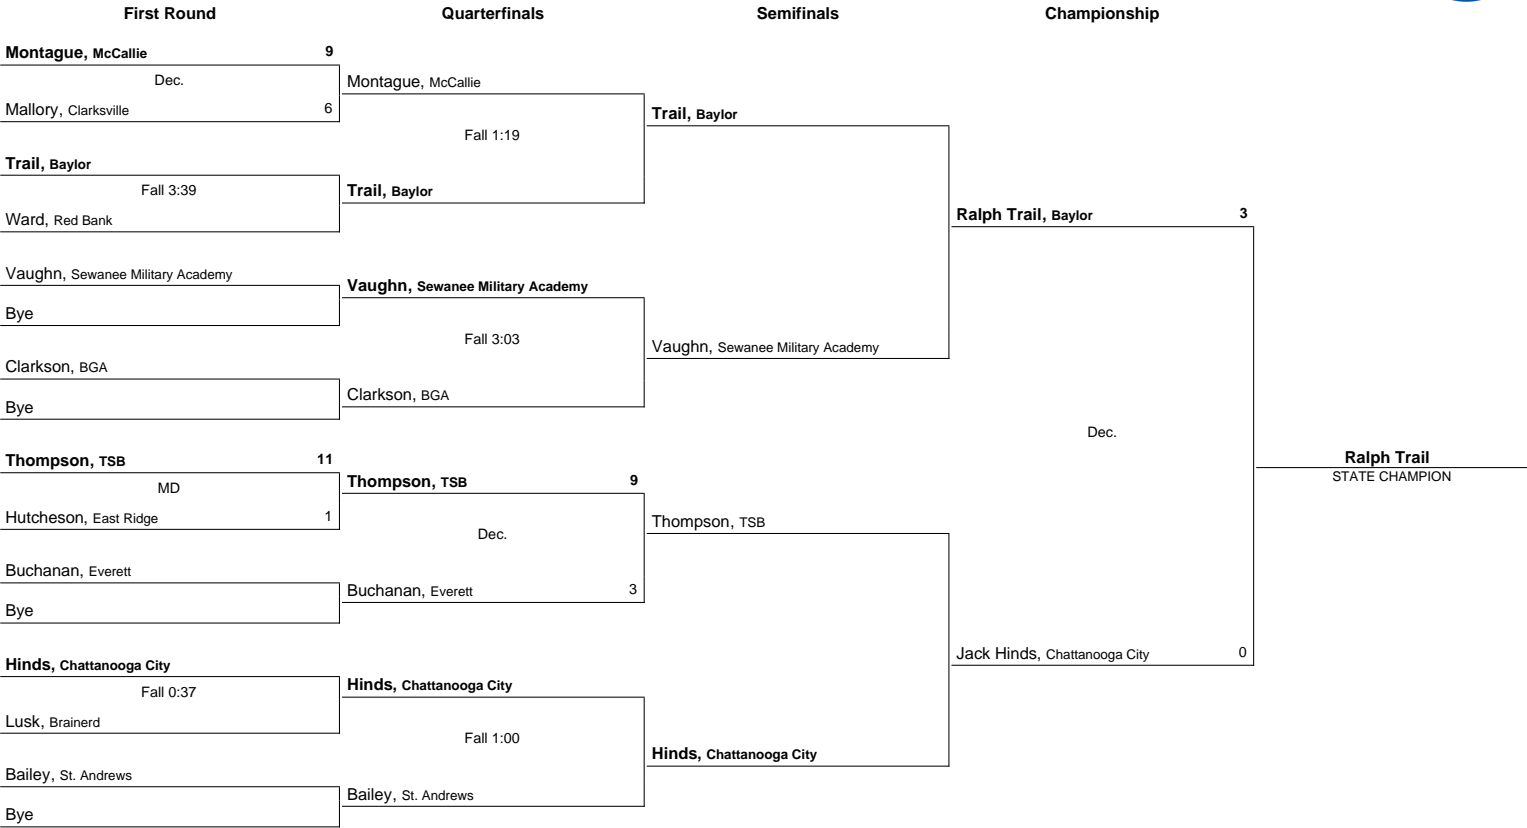 First Round
Quarterfinals
Semifinals
Championship
Montague, McCallie 9
Dec.
Mallory, Clarksville 6
Trail, Baylor
Fall 3:39
Ward, Red Bank
Vaughn, Sewanee Military Academy
Bye
Clarkson, BGA
Bye
Thompson, TSB 11
MD
Hutcheson, East Ridge 1
Buchanan, Everett
Bye
Hinds, Chattanooga City
Fall 0:37
Lusk, Brainerd
Bailey, St. Andrews
Bye
Montague, McCallie
Fall 1:19
Trail, Baylor
Vaughn, Sewanee Military Academy
Fall 3:03
Clarkson, BGA
Thompson, TSB 9
Dec.
Buchanan, Everett 3
Hinds, Chattanooga City
Fall 1:00
Bailey, St. Andrews
Trail, Baylor
Vaughn, Sewanee Military Academy
Thompson, TSB
Hinds, Chattanooga City
Ralph Trail, Baylor 3
Dec.
Jack Hinds, Chattanooga City 0
Ralph Trail
STATE CHAMPION